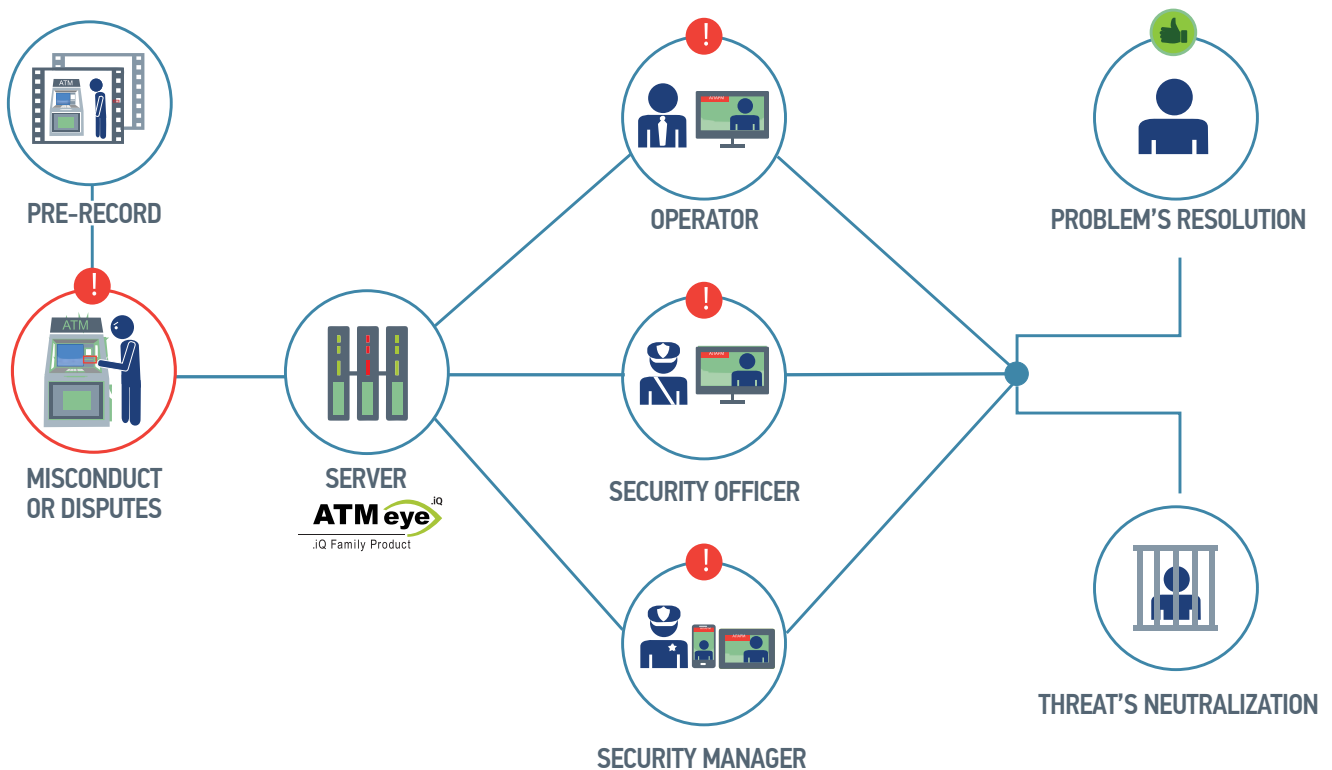 ATM
PRE-RECORD
!
ATM
MISCONDUCT
OR DISPUTES
SERVER
ATMeye.iQ
.iQ Family Product
!
OPERATOR
!
SECURITY OFFICER
!
SECURITY MANAGER
PROBLEM'S RESOLUTION
THREAT'S NEUTRALIZATION